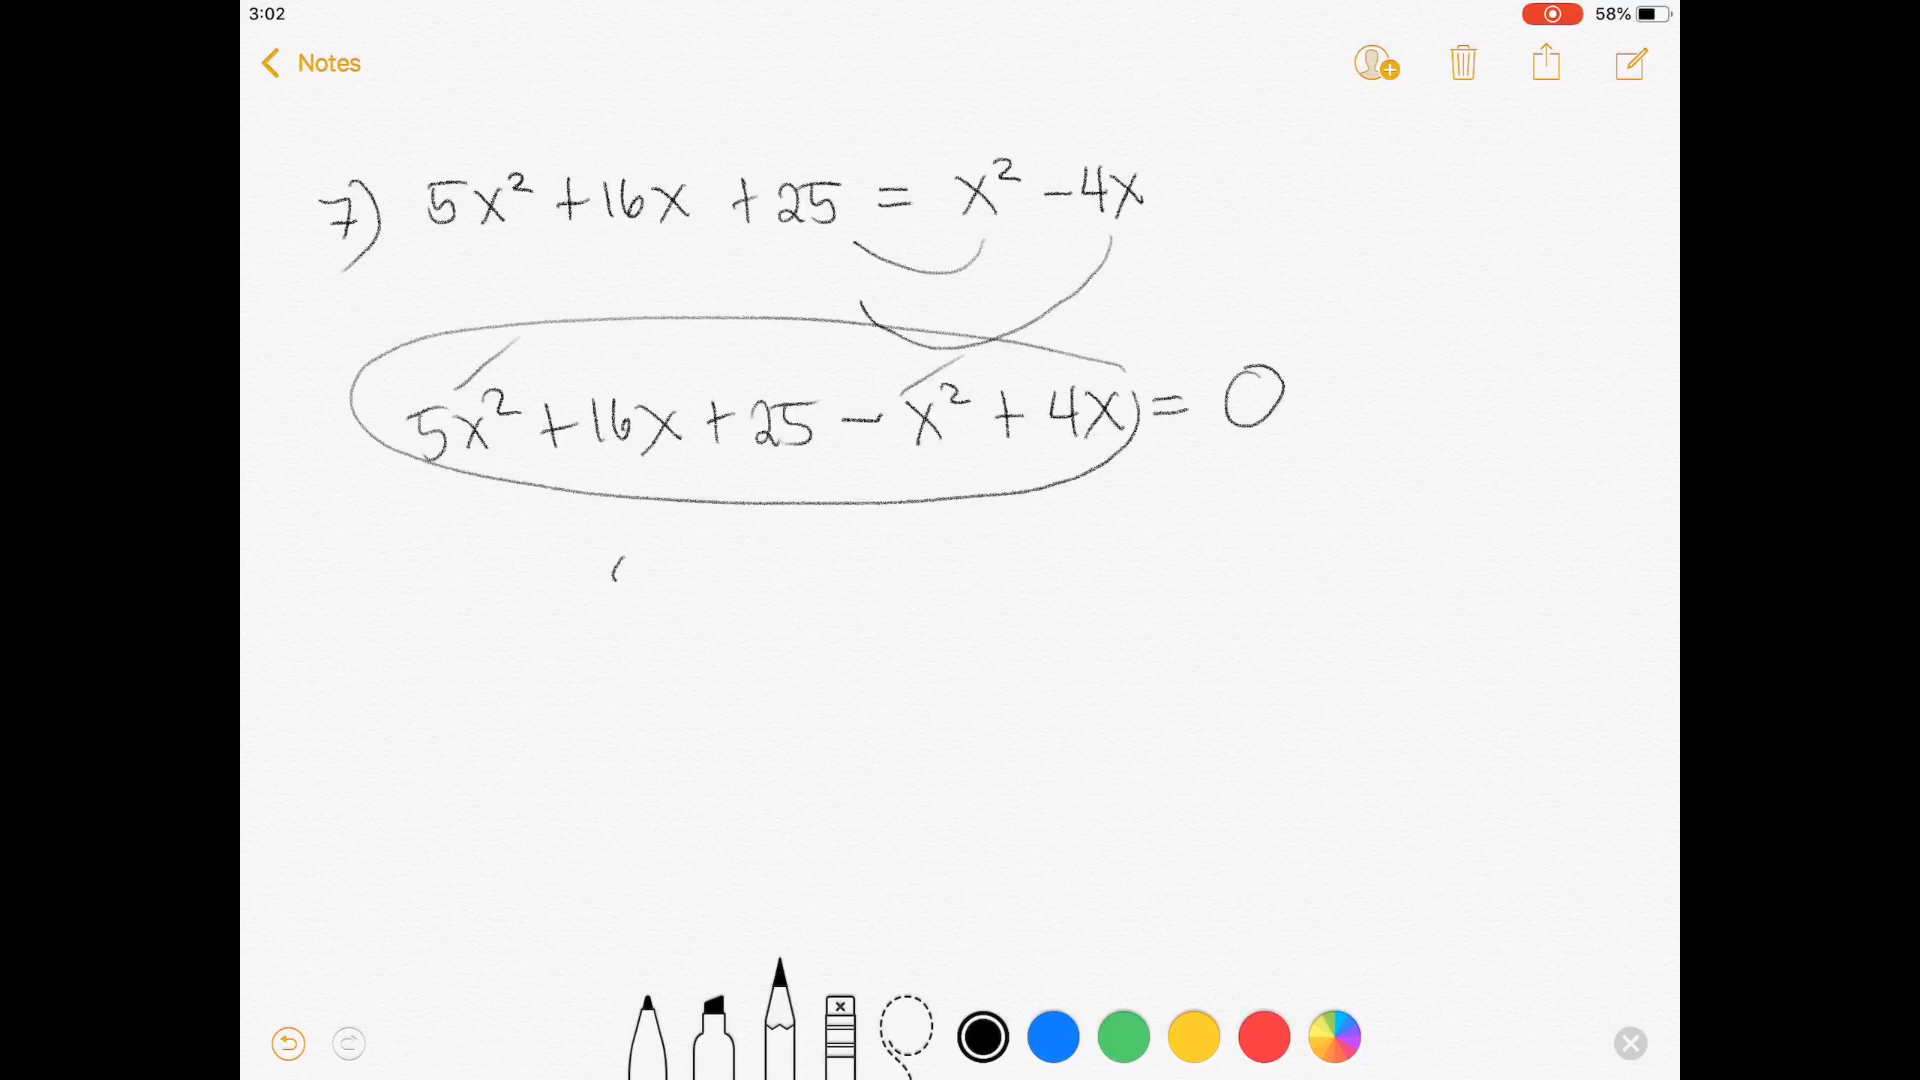 3:02
58%
Notes
7) 5x² +16x +25 = x² -4x
5x² +16x +25 - x² + 4x = 0
(